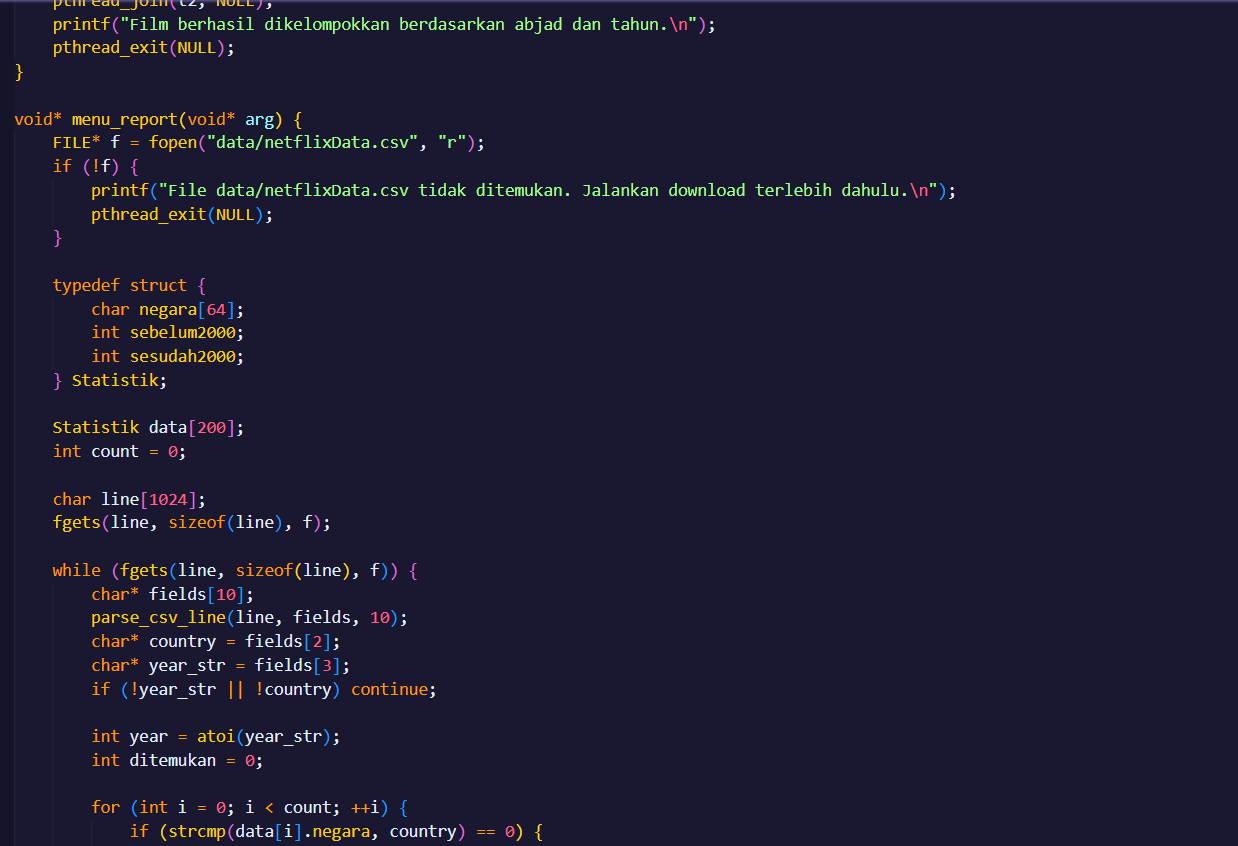 pthread_join(t2, NULL);
    printf("Film berhasil dikelompokkan berdasarkan abjad dan tahun.\n");
    pthread_exit(NULL);
}

void* menu_report(void* arg) {
    FILE* f = fopen("data/netflixData.csv", "r");
    if (!f) {
        printf("File data/netflixData.csv tidak ditemukan. Jalankan download terlebih dahulu.\n");
        pthread_exit(NULL);
    }

    typedef struct {
        char negara[64];
        int sebelum2000;
        int sesudah2000;
    } Statistik;

    Statistik data[200];
    int count = 0;

    char line[1024];
    fgets(line, sizeof(line), f);

    while (fgets(line, sizeof(line), f)) {
        char* fields[10];
        parse_csv_line(line, fields, 10);
        char* country = fields[2];
        char* year_str = fields[3];
        if (!year_str || !country) continue;

        int year = atoi(year_str);
        int ditemukan = 0;

        for (int i = 0; i < count; ++i) {
            if (strcmp(data[i].negara, country) == 0) {